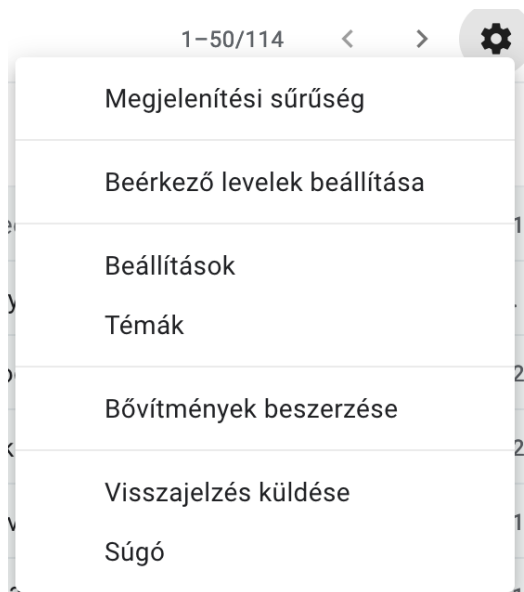 1–50/114
Megjelenítési sűrűség
Beérkező levelek beállítása
Beállítások
Témák
Bővítmények beszerzése
Visszajelzés küldése
Súgó